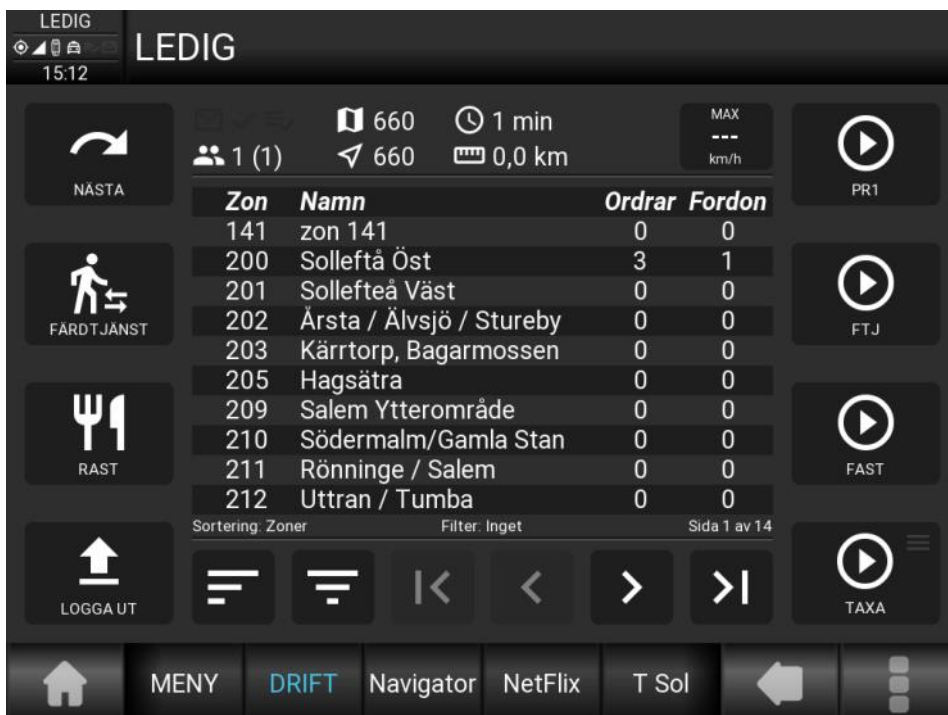 LEDIG
15:12
LEDIG
NÄSTA
FÄRDTJÄNST
RAST
LOGGA UT
660
1 min
1 (1)
660
0,0 km
MAX
---
km/h
Zon Namn Ordrar Fordon
141 zon 141 0 0
200 Solleftå Öst 3 1
201 Sollefteå Väst 0 0
202 Årsta / Älvsjö / Stureby 0 0
203 Kärrtorp, Bagarmossen 0 0
205 Hagsätra 0 0
209 Salem Ytterområde 0 0
210 Södermalm/Gamla Stan 0 0
211 Rönninge / Salem 0 0
212 Uttran / Tumba 0 0
Sortering: Zoner Filter: Inget Sida 1 av 14
PR1
FTJ
FAST
TAXA
MENY DRIFT Navigator NetFlix T Sol